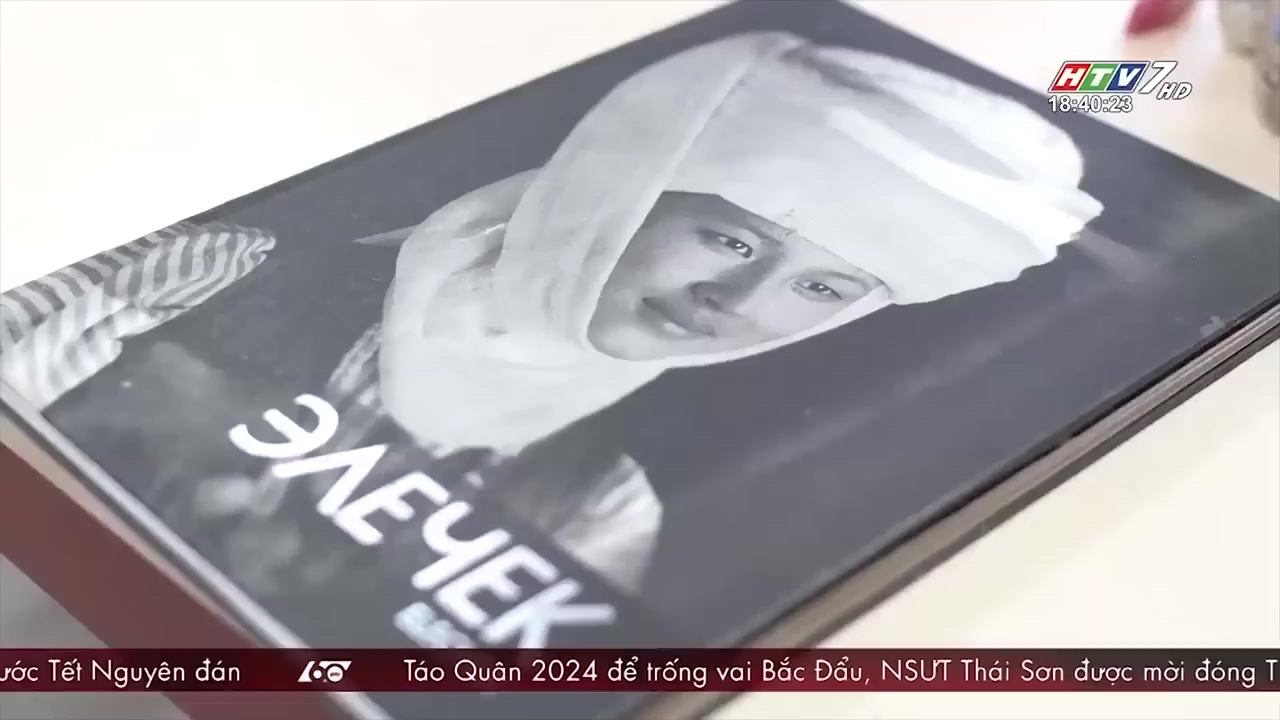 HTV7 HD
18:40:23
ЭЛЕЧЕК
ước Tết Nguyên đán
60
Táo Quân 2024 để trống vai Bắc Đẩu, NSƯT Thái Sơn được mời đóng T